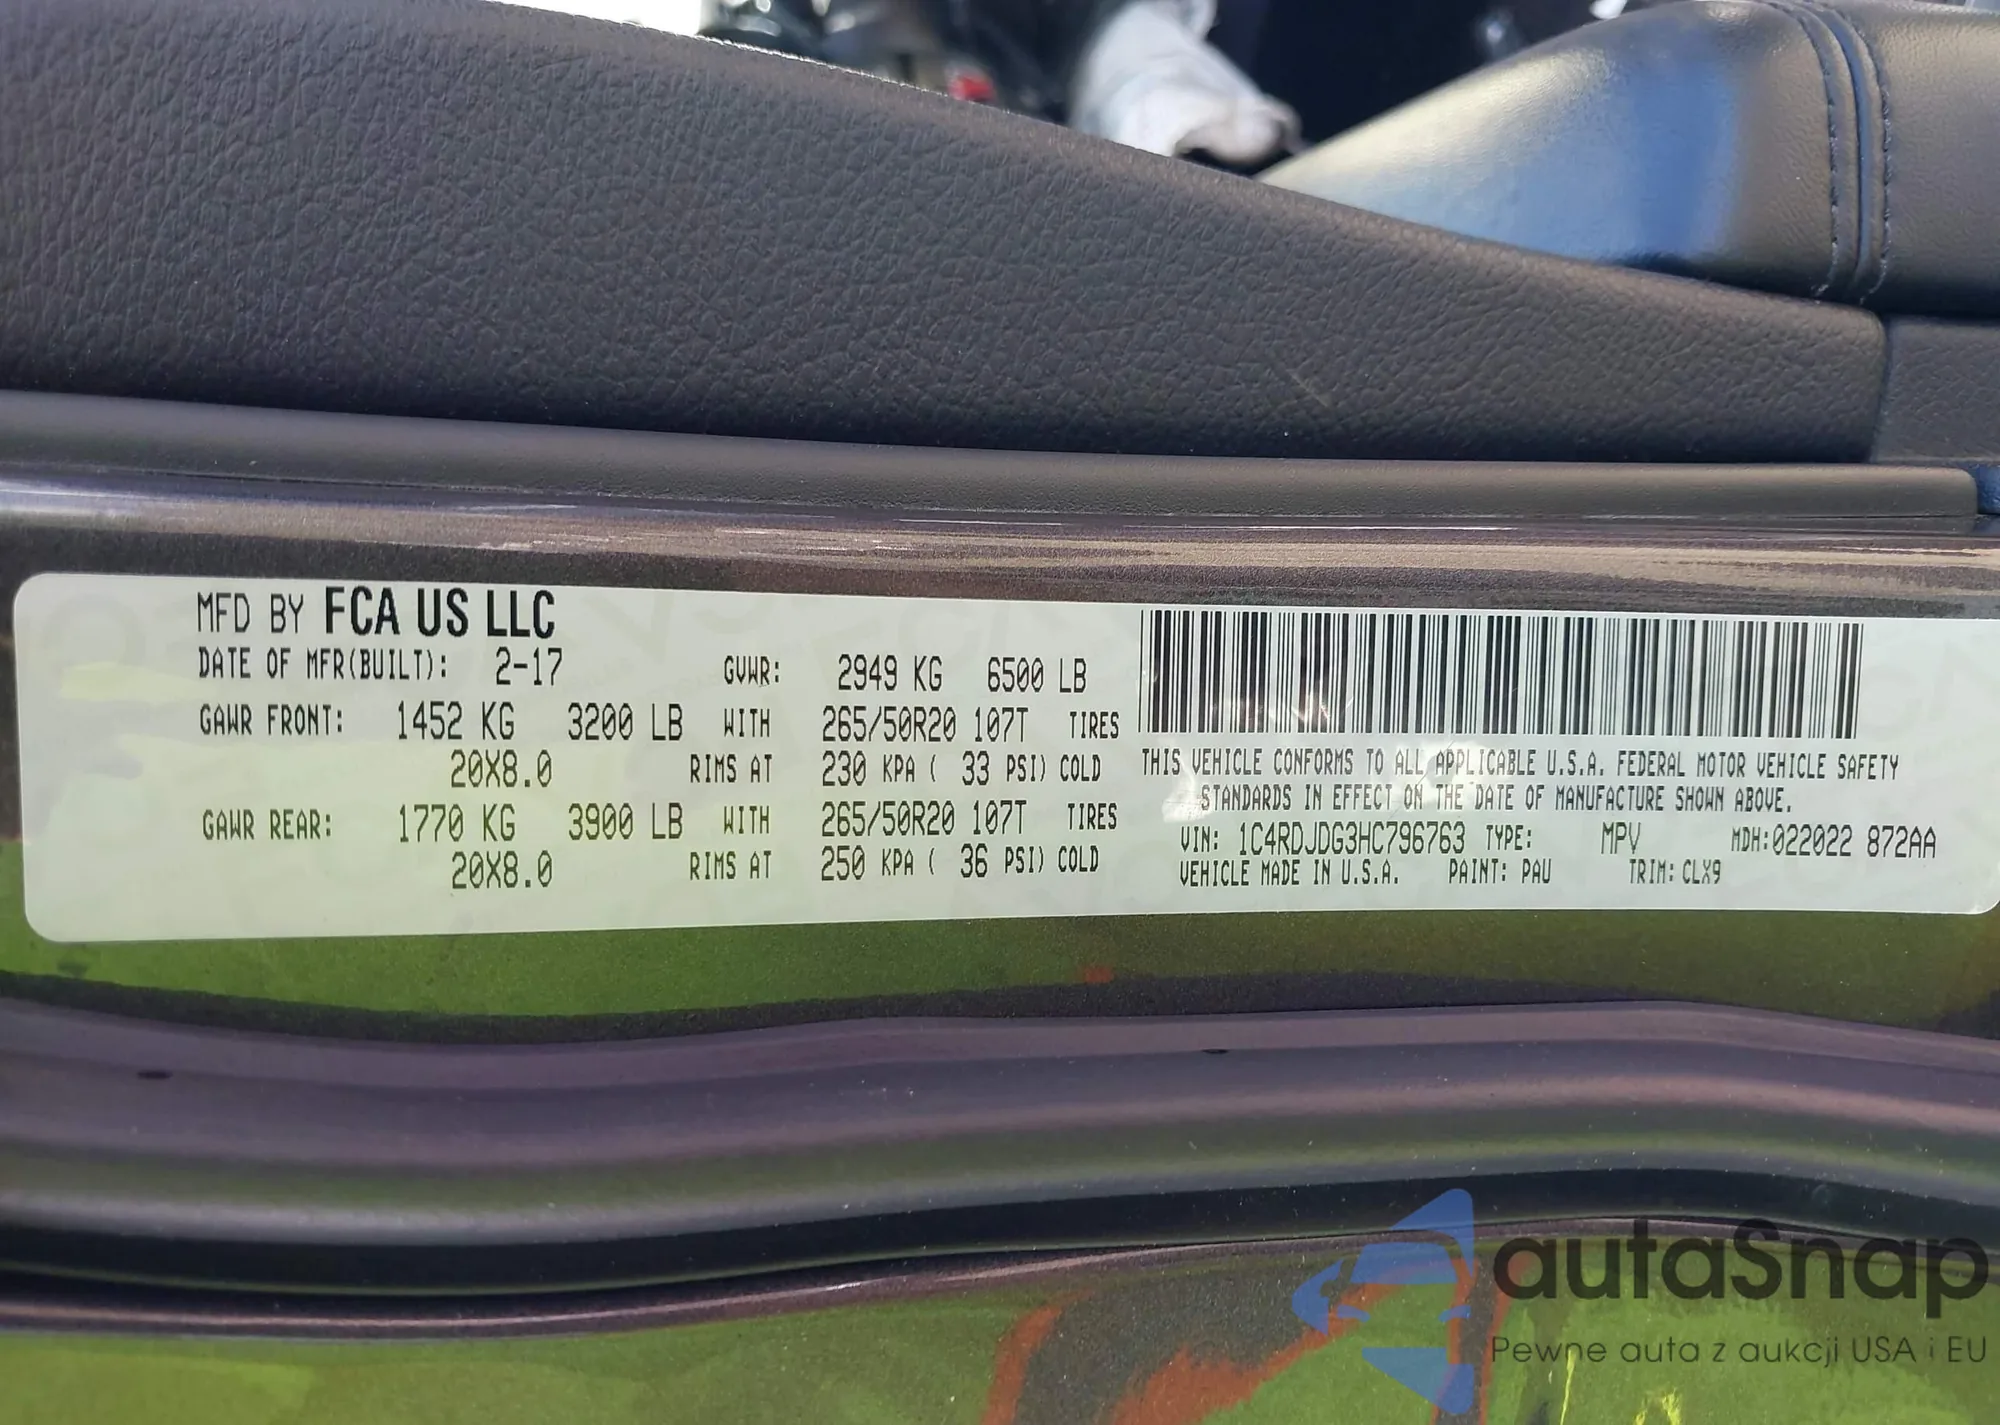 MFD BY FCA US LLC
DATE OF MFR(BUILT): 2-17 GVWR: 2949 KG 6500 LB
GAWR FRONT: 1452 KG 3200 LB WITH 265/50R20 107T TIRES
20X8.0 RIMS AT 230 KPA ( 33 PSI) COLD
GAWR REAR: 1770 KG 3900 LB WITH 265/50R20 107T TIRES
20X8.0 RIMS AT 250 KPA ( 36 PSI) COLD
THIS VEHICLE CONFORMS TO ALL APPLICABLE U.S.A. FEDERAL MOTOR VEHICLE SAFETY
STANDARDS IN EFFECT ON THE DATE OF MANUFACTURE SHOWN ABOVE.
VIN: 1C4RDJDG3HC796763 TYPE: MPV MDH:022022 872AA
VEHICLE MADE IN U.S.A. PAINT: PAU TRIM: CLX9
autaSnap
Pewne auta z aukcji USA i EU